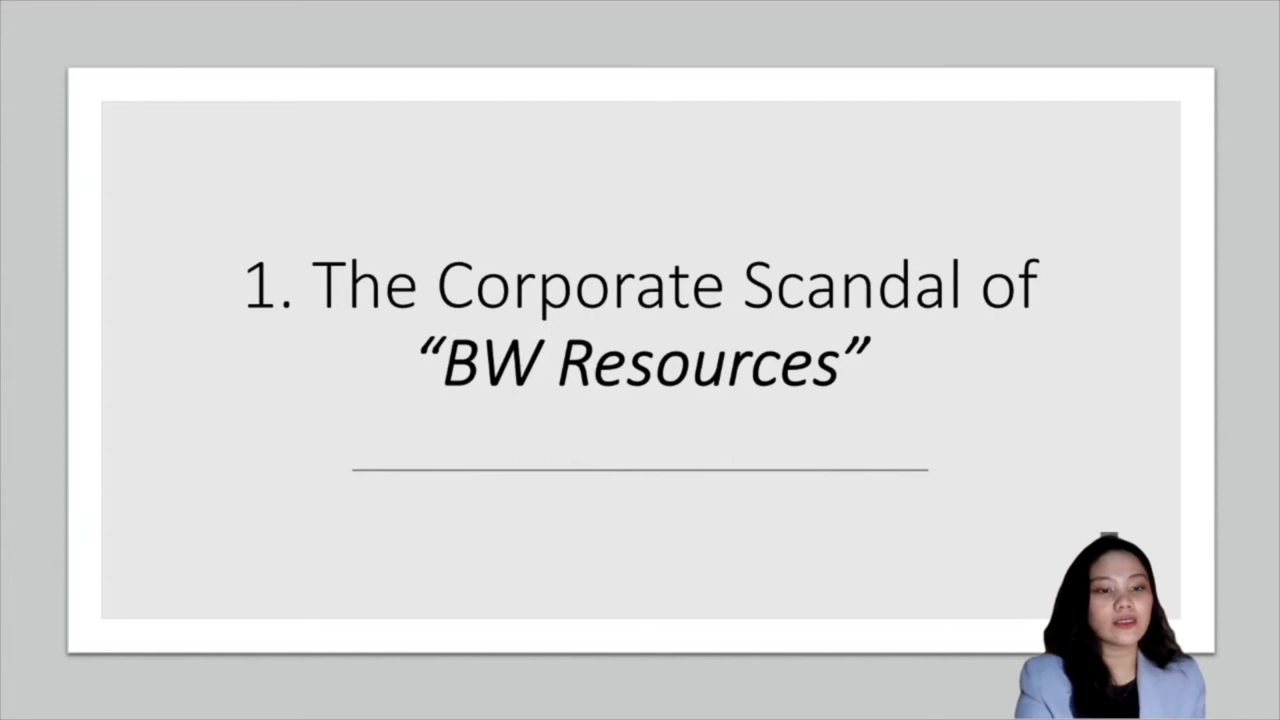 1. The Corporate Scandal of
“BW Resources”